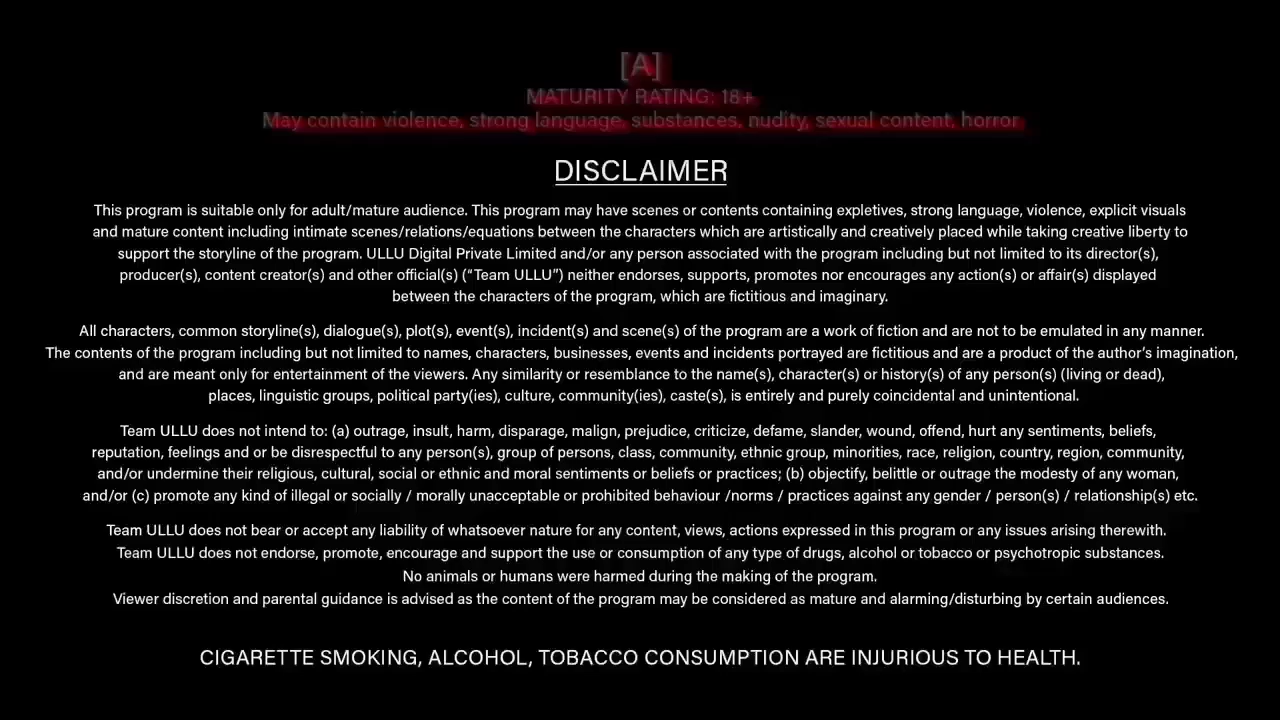 [A]
MATURITY RATING: 18+
May contain violence, strong language, substances, nudity, sexual content, horror
DISCLAIMER
This program is suitable only for adult/mature audience. This program may have scenes or contents containing expletives, strong language, violence, explicit visuals
and mature content including intimate scenes/relations/equations between the characters which are artistically and creatively placed while taking creative liberty to
support the storyline of the program. ULLU Digital Private Limited and/or any person associated with the program including but not limited to its director(s),
producer(s), content creator(s) and other official(s) (“Team ULLU”) neither endorses, supports, promotes nor encourages any action(s) or affair(s) displayed
between the characters of the program, which are fictitious and imaginary.
All characters, common storyline(s), dialogue(s), plot(s), event(s), incident(s) and scene(s) of the program are a work of fiction and are not to be emulated in any manner.
The contents of the program including but not limited to names, characters, businesses, events and incidents portrayed are fictitious and are a product of the author’s imagination,
and are meant only for entertainment of the viewers. Any similarity or resemblance to the name(s), character(s) or history(s) of any person(s) (living or dead),
places, linguistic groups, political party(ies), culture, community(ies), caste(s), is entirely and purely coincidental and unintentional.
Team ULLU does not intend to: (a) outrage, insult, harm, disparage, malign, prejudice, criticize, defame, slander, wound, offend, hurt any sentiments, beliefs,
reputation, feelings and or be disrespectful to any person(s), group of persons, class, community, ethnic group, minorities, race, religion, country, region, community,
and/or undermine their religious, cultural, social or ethnic and moral sentiments or beliefs or practices; (b) objectify, belittle or outrage the modesty of any woman,
and/or (c) promote any kind of illegal or socially / morally unacceptable or prohibited behaviour /norms / practices against any gender / person(s) / relationship(s) etc.
Team ULLU does not bear or accept any liability of whatsoever nature for any content, views, actions expressed in this program or any issues arising therewith.
Team ULLU does not endorse, promote, encourage and support the use or consumption of any type of drugs, alcohol or tobacco or psychotropic substances.
No animals or humans were harmed during the making of the program.
Viewer discretion and parental guidance is advised as the content of the program may be considered as mature and alarming/disturbing by certain audiences.
CIGARETTE SMOKING, ALCOHOL, TOBACCO CONSUMPTION ARE INJURIOUS TO HEALTH.